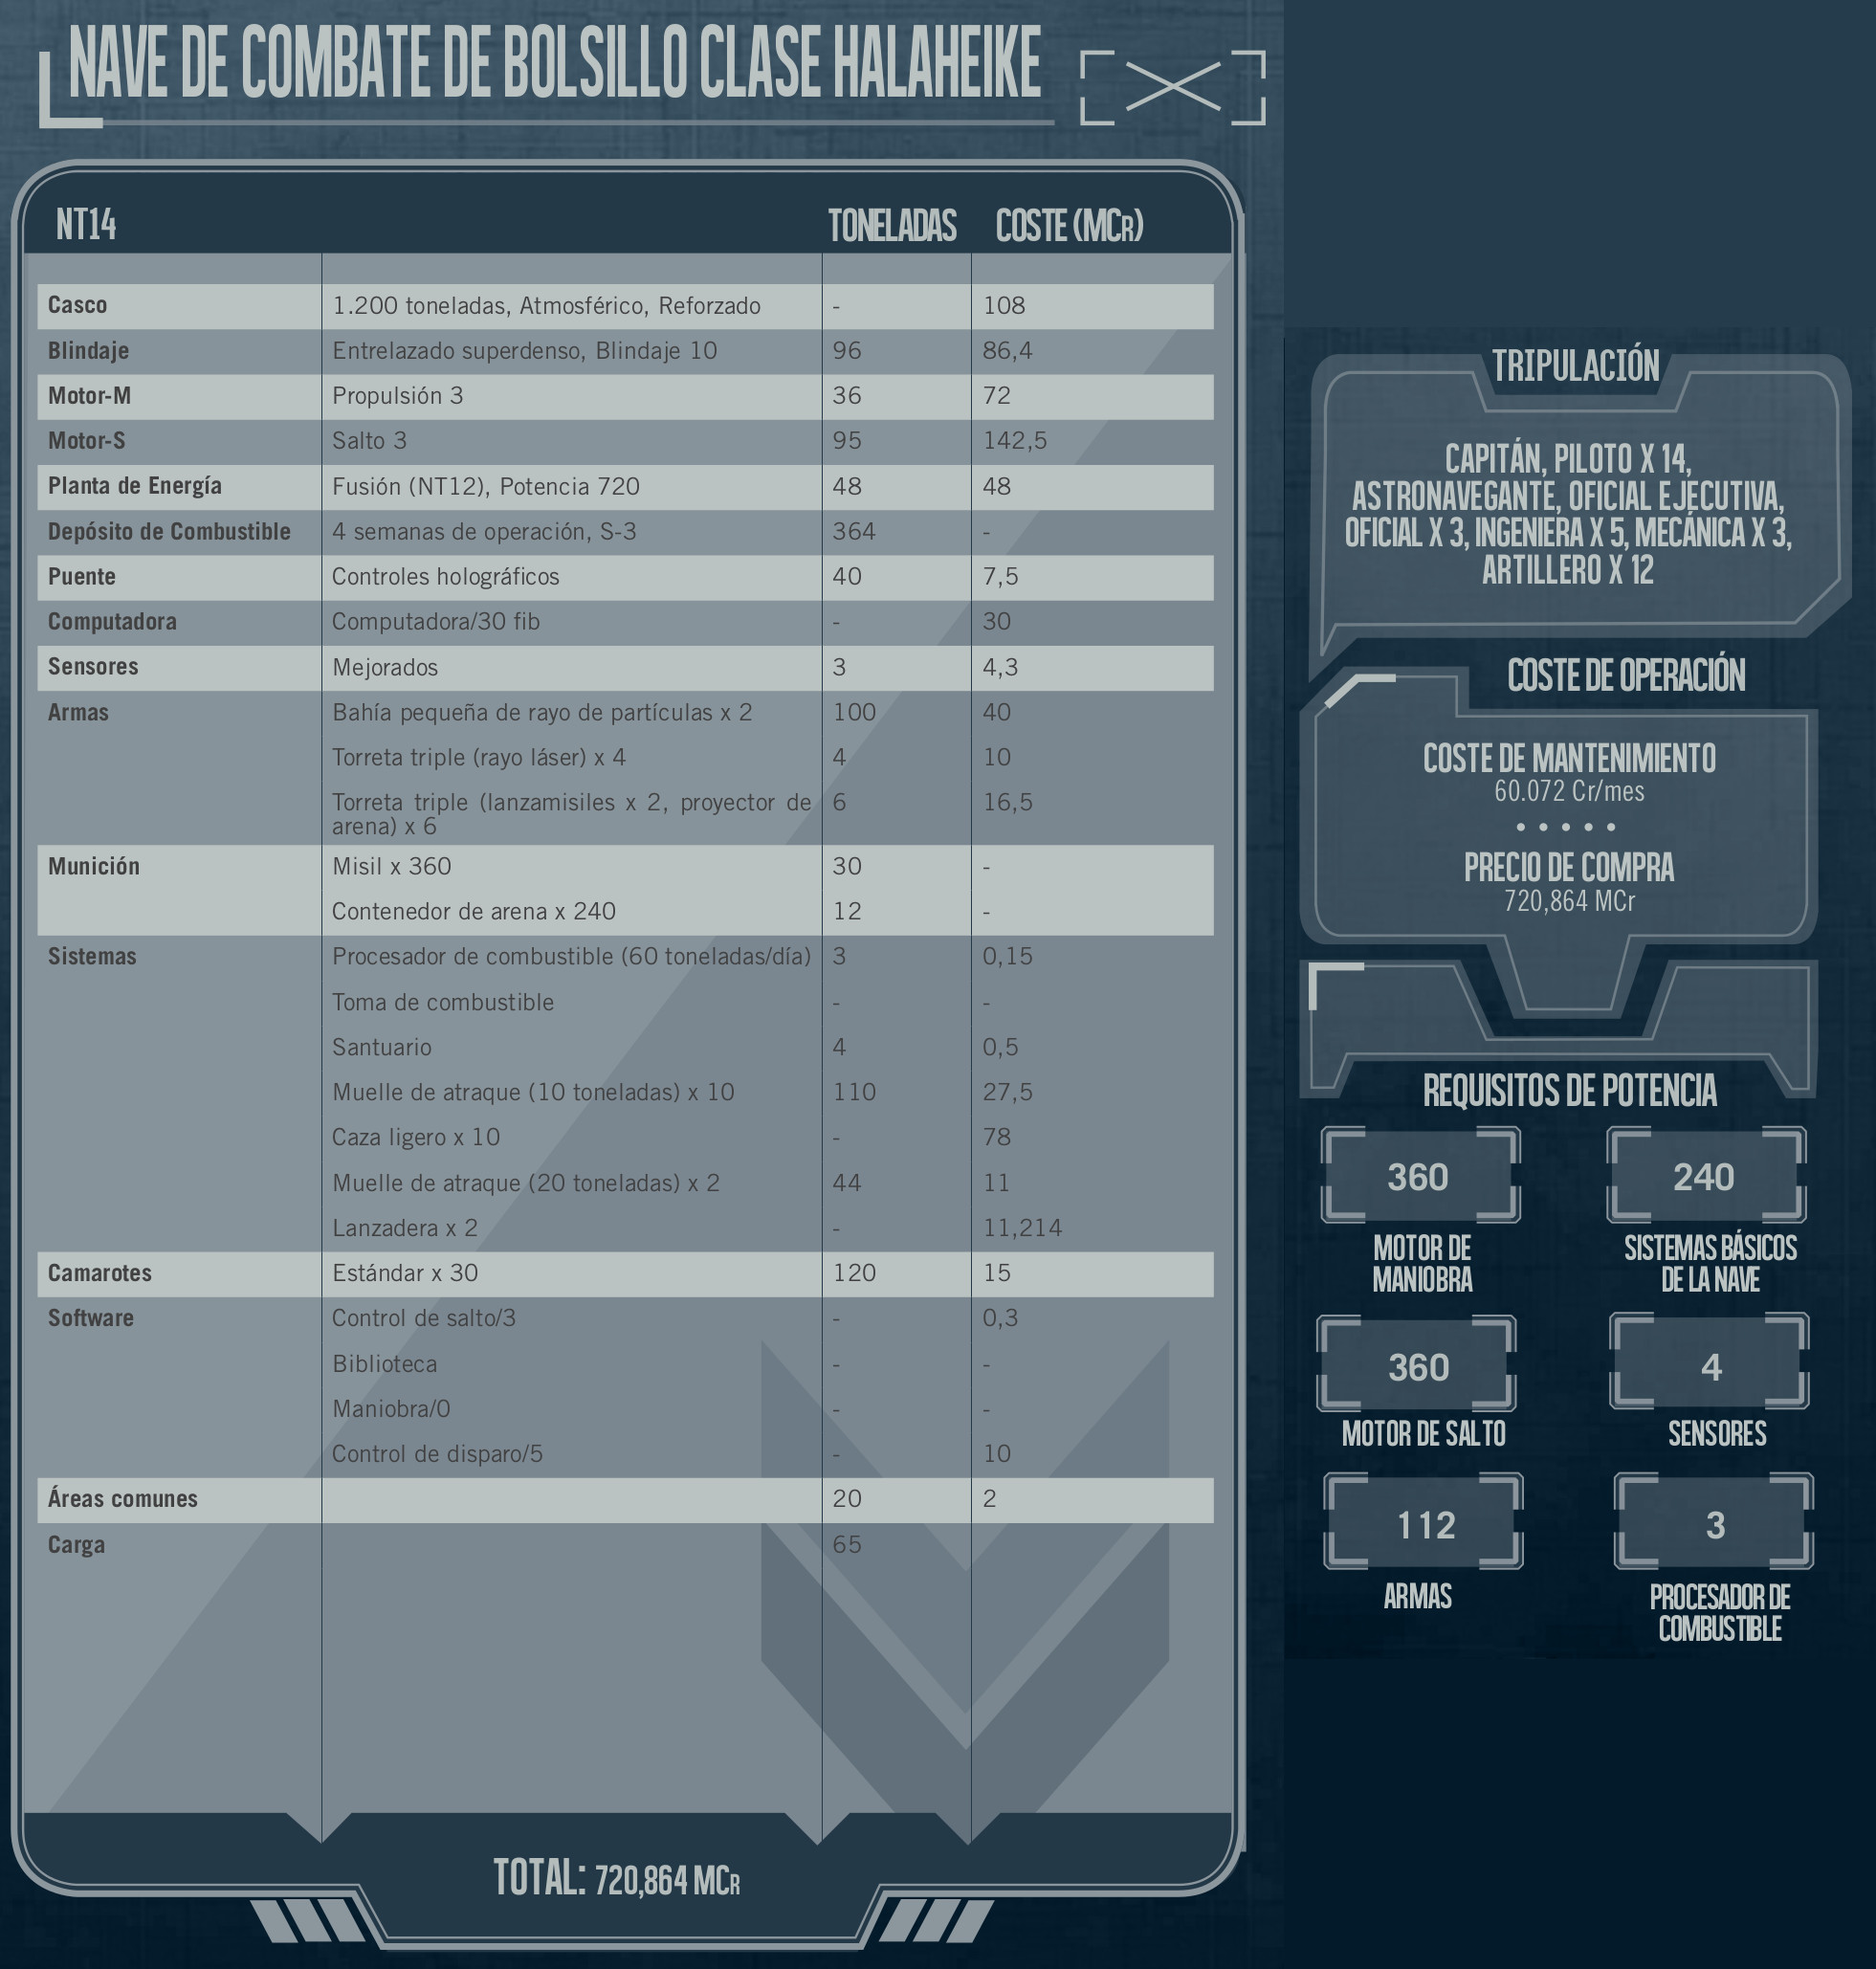 NAVE DE COMBATE DE BOLSILLO CLASE HALAHEIKE
NT14 TONELADAS COSTE (MCR)
Casco 1.200 toneladas, Atmosférico, Reforzado - 108
Blindaje Entrelazado superdenso, Blindaje 10 96 86,4
Motor-M Propulsión 3 36 72
Motor-S Salto 3 95 142,5
Planta de Energía Fusión (NT12), Potencia 720 48 48
Depósito de Combustible 4 semanas de operación, S-3 364 -
Puente Controles holográficos 40 7,5
Computadora Computadora/30 fib - 30
Sensores Mejorados 3 4,3
Armas Bahía pequeña de rayo de partículas x 2 100 40
Torreta triple (rayo láser) x 4 4 10
Torreta triple (lanzamisiles x 2, proyector de 6 16,5
arena) x 6
Munición Misil x 360 30 -
Contenedor de arena x 240 12 -
Sistemas Procesador de combustible (60 toneladas/día) 3 0,15
Toma de combustible - -
Santuario 4 0,5
Muelle de atraque (10 toneladas) x 10 110 27,5
Caza ligero x 10 - 78
Muelle de atraque (20 toneladas) x 2 44 11
Lanzadera x 2 - 11,214
Camarotes Estándar x 30 120 15
Software Control de salto/3 - 0,3
Biblioteca - -
Maniobra/0 - -
Control de disparo/5 - 10
Áreas comunes 20 2
Carga 65
TOTAL: 720,864 MCR
TRIPULACIÓN
CAPITÁN, PILOTO X 14,
ASTRONAVEGANTE, OFICIAL EJECUTIVA,
OFICIAL X 3, INGENIERA X 5, MECÁNICA X 3,
ARTILLERO X 12
COSTE DE OPERACIÓN
COSTE DE MANTENIMIENTO
60.072 Cr/mes
• • • • •
PRECIO DE COMPRA
720,864 MCr
REQUISITOS DE POTENCIA
360 240
MOTOR DE SISTEMAS BÁSICOS
MANIOBRA DE LA NAVE
360 4
MOTOR DE SALTO SENSORES
112 3
ARMAS PROCESADOR DE
COMBUSTIBLE